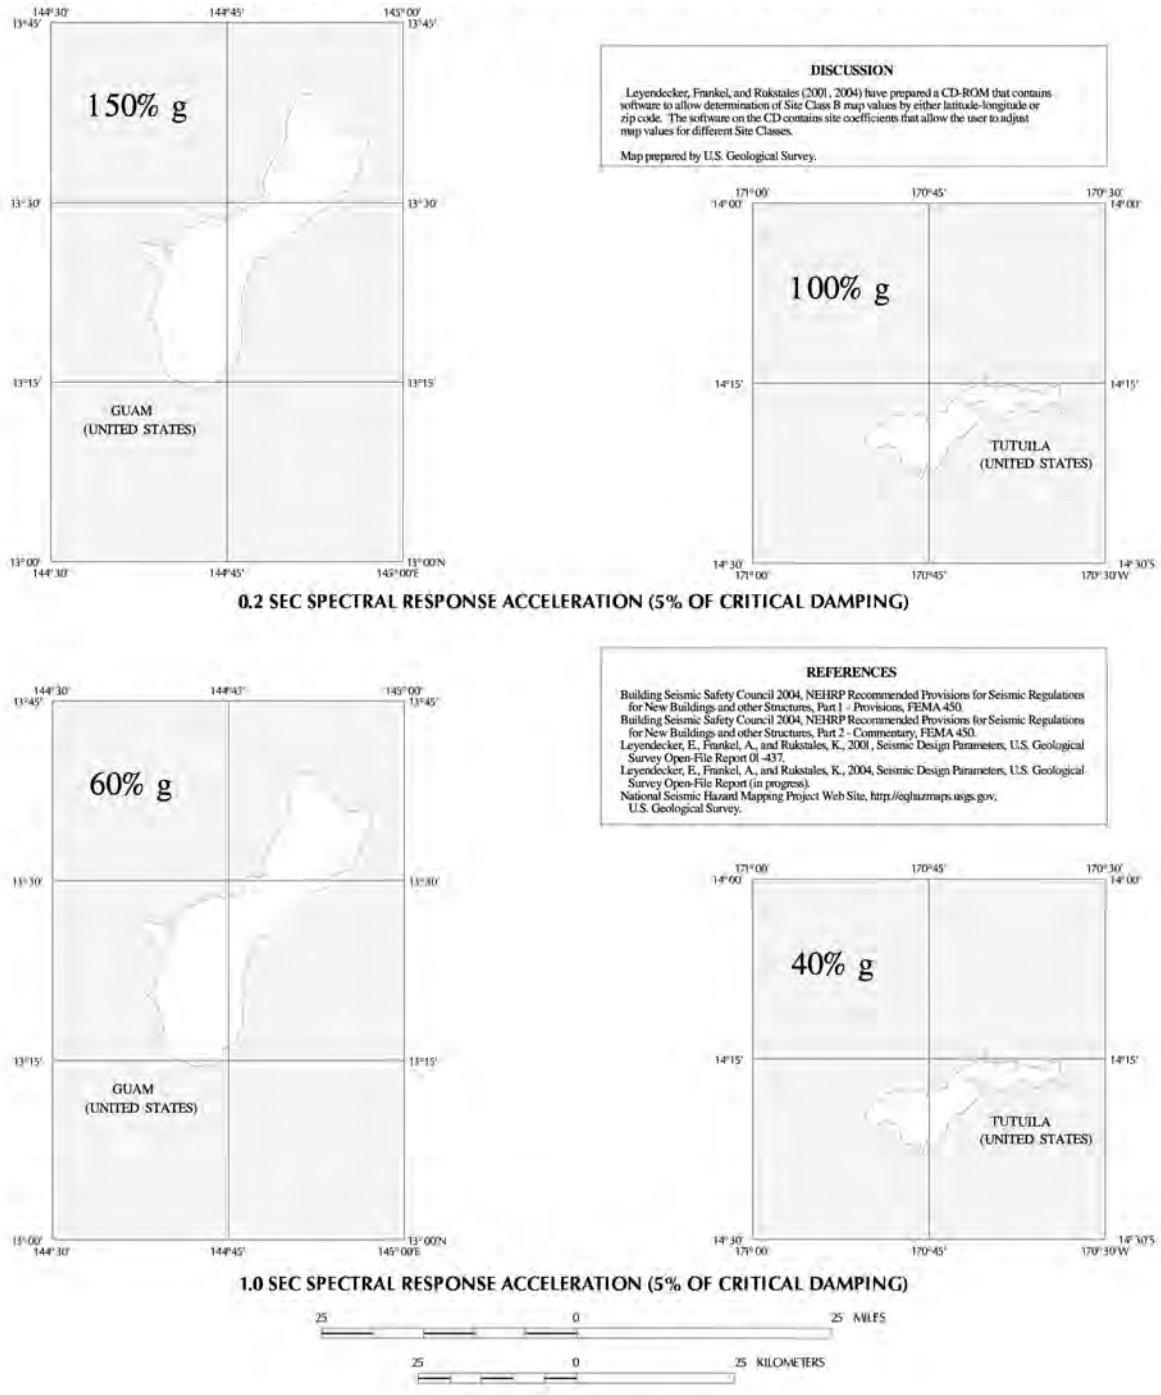 144°30' 144°45' 145°00'
13°45' 13°45'
150% g
13°30' 13°30'
13°15' 13°15'
GUAM
(UNITED STATES)
13°00' 13°00'N
144°30' 144°45' 145°00'E
DISCUSSION
Leyendecker, Frankel, and Rukstales (2001, 2004) have prepared a CD-ROM that contains
software to allow determination of Site Class B map values by either latitude-longitude or
zip code. The software on the CD contains site coefficients that allow the user to adjust
map values for different Site Classes.
Map prepared by U.S. Geological Survey.
171°00' 170°45' 170°30'
14°00' 14°00'
100% g
14°15' 14°15'
TUTUILA
(UNITED STATES)
14°30' 14°30'S
171°00' 170°45' 170°30'W
0.2 SEC SPECTRAL RESPONSE ACCELERATION (5% OF CRITICAL DAMPING)
144°30' 144°45' 145°00'
13°45' 13°45'
60% g
13°30' 13°30'
13°15' 13°15'
GUAM
(UNITED STATES)
13°00' 13°00'N
144°30' 144°45' 145°00'E
REFERENCES
Building Seismic Safety Council 2004, NEHRP Recommended Provisions for Seismic Regulations
for New Buildings and other Structures, Part 1 - Provisions, FEMA 450.
Building Seismic Safety Council 2004, NEHRP Recommended Provisions for Seismic Regulations
for New Buildings and other Structures, Part 2 - Commentary, FEMA 450.
Leyendecker, E., Frankel, A., and Rukstales, K., 2001, Seismic Design Parameters, U.S. Geological
Survey Open-File Report 01-437.
Leyendecker, E., Frankel, A., and Rukstales, K., 2004, Seismic Design Parameters, U.S. Geological
Survey Open-File Report (in progress).
National Seismic Hazard Mapping Project Web Site, http://eqhazmaps.usgs.gov,
U.S. Geological Survey.
171°00' 170°45' 170°30'
14°00' 14°00'
40% g
14°15' 14°15'
TUTUILA
(UNITED STATES)
14°30' 14°30'S
171°00' 170°45' 170°30'W
1.0 SEC SPECTRAL RESPONSE ACCELERATION (5% OF CRITICAL DAMPING)
25 0 25 MILES
25 0 25 KILOMETERS